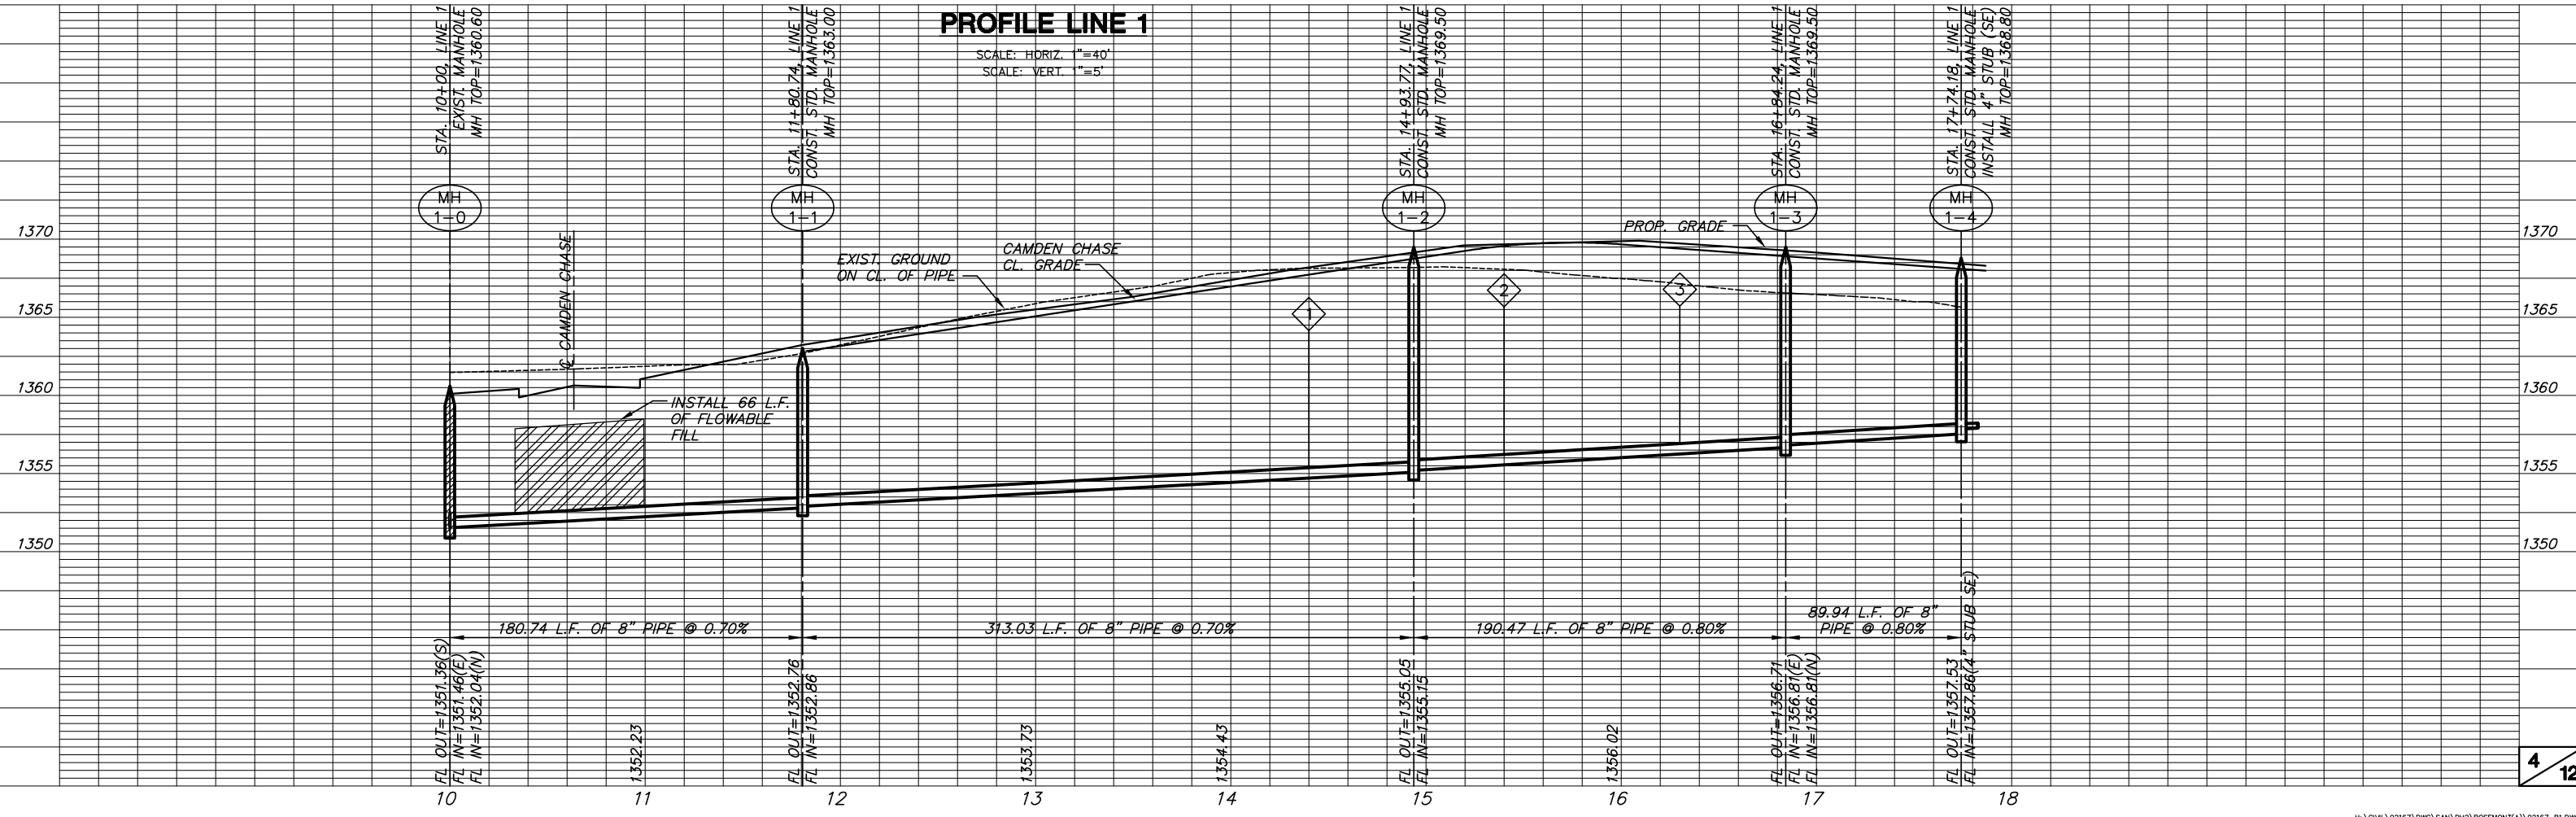 PROFILE LINE 1
SCALE: HORIZ. 1"=40'
SCALE: VERT. 1"=5'
STA. 10+00, LINE 1
EXIST. MANHOLE
MH TOP=1360.60
STA. 11+80.74, LINE 1
CONST. STD. MANHOLE
MH TOP=1363.00
STA. 14+93.77, LINE 1
CONST. STD. MANHOLE
MH TOP=1369.50
STA. 16+84.24, LINE 1
CONST. STD. MANHOLE
MH TOP=1369.50
STA. 17+74.18, LINE 1
CONST. STD. MANHOLE
INSTALL 4" STUB (SE)
MH TOP=1368.80
MH
1-0
MH
1-1
MH
1-2
MH
1-3
MH
1-4
1370
1365
1360
1355
1350
1370
1365
1360
1355
1350
℄ CAMDEN CHASE
EXIST. GROUND
ON CL. OF PIPE
CAMDEN CHASE
CL. GRADE
PROP. GRADE
1
2
3
INSTALL 66 L.F.
OF FLOWABLE
FILL
180.74 L.F. OF 8" PIPE @ 0.70%
313.03 L.F. OF 8" PIPE @ 0.70%
190.47 L.F. OF 8" PIPE @ 0.80%
89.94 L.F. OF 8"
PIPE @ 0.80%
FL OUT=1351.36(S)
FL IN=1351.46(E)
FL IN=1352.04(N)
1352.23
FL OUT=1352.76
FL IN=1352.86
1353.73
1354.43
FL OUT=1355.05
FL IN=1355.15
1356.02
FL OUT=1356.71
FL IN=1356.81(E)
FL IN=1356.81(N)
FL OUT=1357.53
FL IN=1357.86(4" STUB SE)
10
11
12
13
14
15
16
17
18
4
12